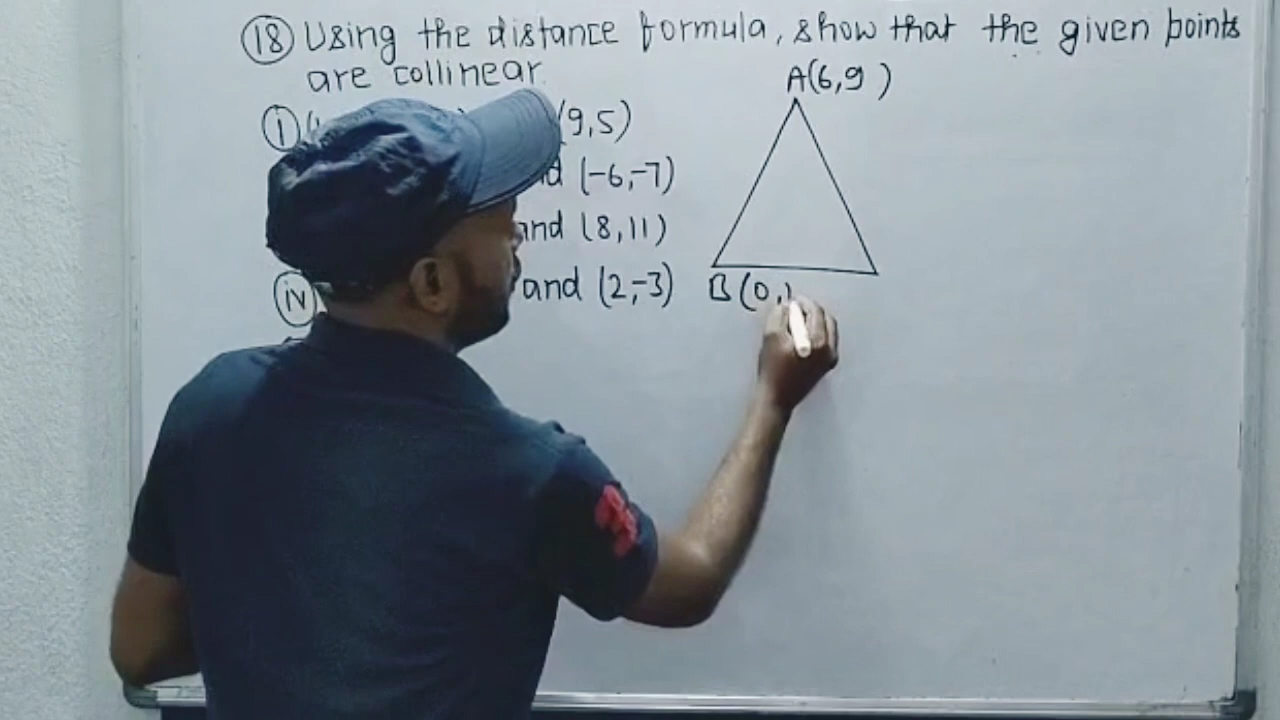 ⑱ Using the distance formula, show that the given points
are collinear.
A(6,9)
ⓘ (9,5)
(-6,-7)
and (8,11)
ⓘⓥ and (2,-3)
B(0,